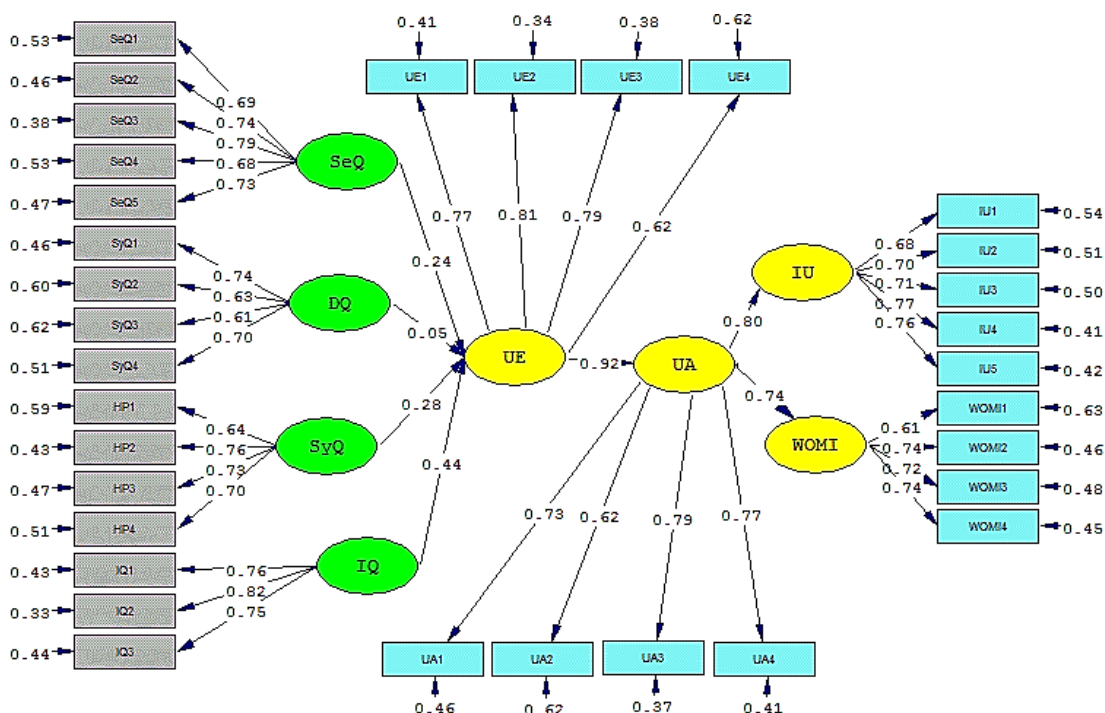 0.41 0.34 0.38 0.62
0.53 SeQ1
UE1 UE2 UE3 UE4
0.46 SeQ2
0.69
0.38 SeQ3
0.74
0.79
0.53 SeQ4
0.68
SeQ
0.73
0.47 SeQ5
0.77 0.81 0.79 0.62
0.46 SyQ1
0.24
0.60 SyQ2
0.74
0.63
DQ
0.62 SyQ3
0.61
0.05
0.70
0.51 SyQ4
UE 0.92 UA
0.59 HP1
0.28
0.64
0.43 HP2
0.76
SyQ
0.73
0.44
0.47 HP3
0.70
0.51 HP4
0.43 IQ1
0.76
IQ
0.33 IQ2
0.82
0.75
0.44 IQ3
IU1 0.54
0.68
IU2 0.51
0.70
IU
0.71
IU3 0.50
0.77
0.80
IU4 0.41
0.76
IU5 0.42
0.74
WOMI1 0.63
0.61
WOMI
0.74
WOMI2 0.46
0.72
WOMI3 0.48
0.74
WOMI4 0.45
0.73 0.62 0.79 0.77
UA1 UA2 UA3 UA4
0.46 0.62 0.37 0.41